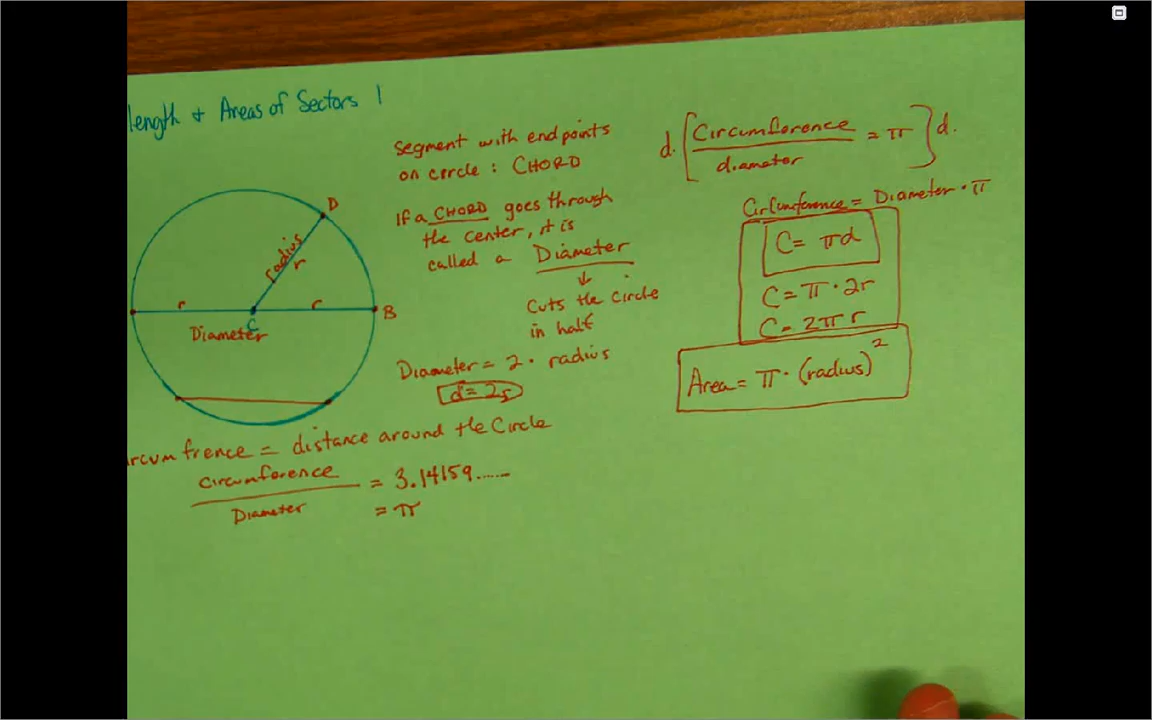 length + Areas of Sectors 1
Segment with endpoints
on circle : CHORD
If a CHORD goes through
the center, it is
called a Diameter
↓
Cuts the circle
in half
Diameter = 2 · radius
d = 2r
D
radius
r
r
r
B
C
Diameter
rcumfrence = distance around the Circle
circumference
Diameter
= 3.14159......
= π
d. [Circumference / diameter = π] d.
Circumference = Diameter · π
C = πd
C = π · 2r
C = 2πr
Area = π · (radius)²